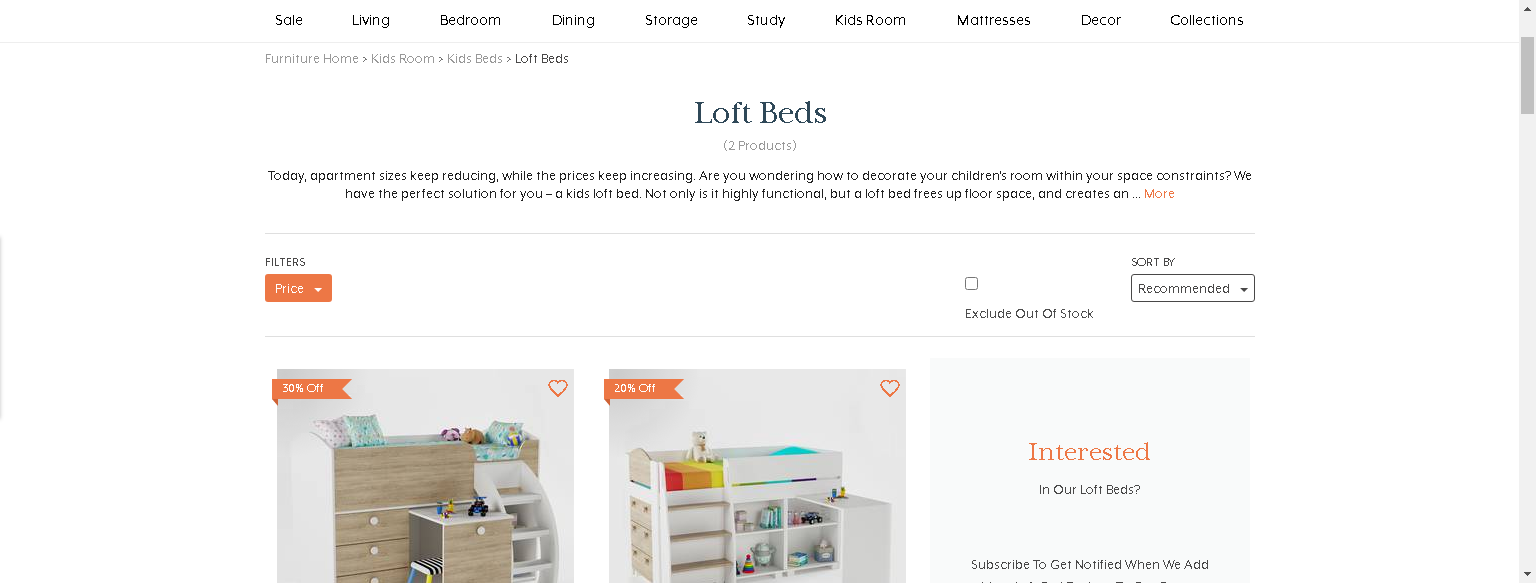 Sale Living Bedroom Dining Storage Study Kids Room Mattresses Decor Collections
Furniture Home > Kids Room > Kids Beds > Loft Beds
Loft Beds
(2 Products)
Today, apartment sizes keep reducing, while the prices keep increasing. Are you wondering how to decorate your children's room within your space constraints? We
have the perfect solution for you – a kids loft bed. Not only is it highly functional, but a loft bed frees up floor space, and creates an ... More
FILTERS
Price
Exclude Out Of Stock
SORT BY
Recommended
30% Off
20% Off
Interested
In Our Loft Beds?
Subscribe To Get Notified When We Add